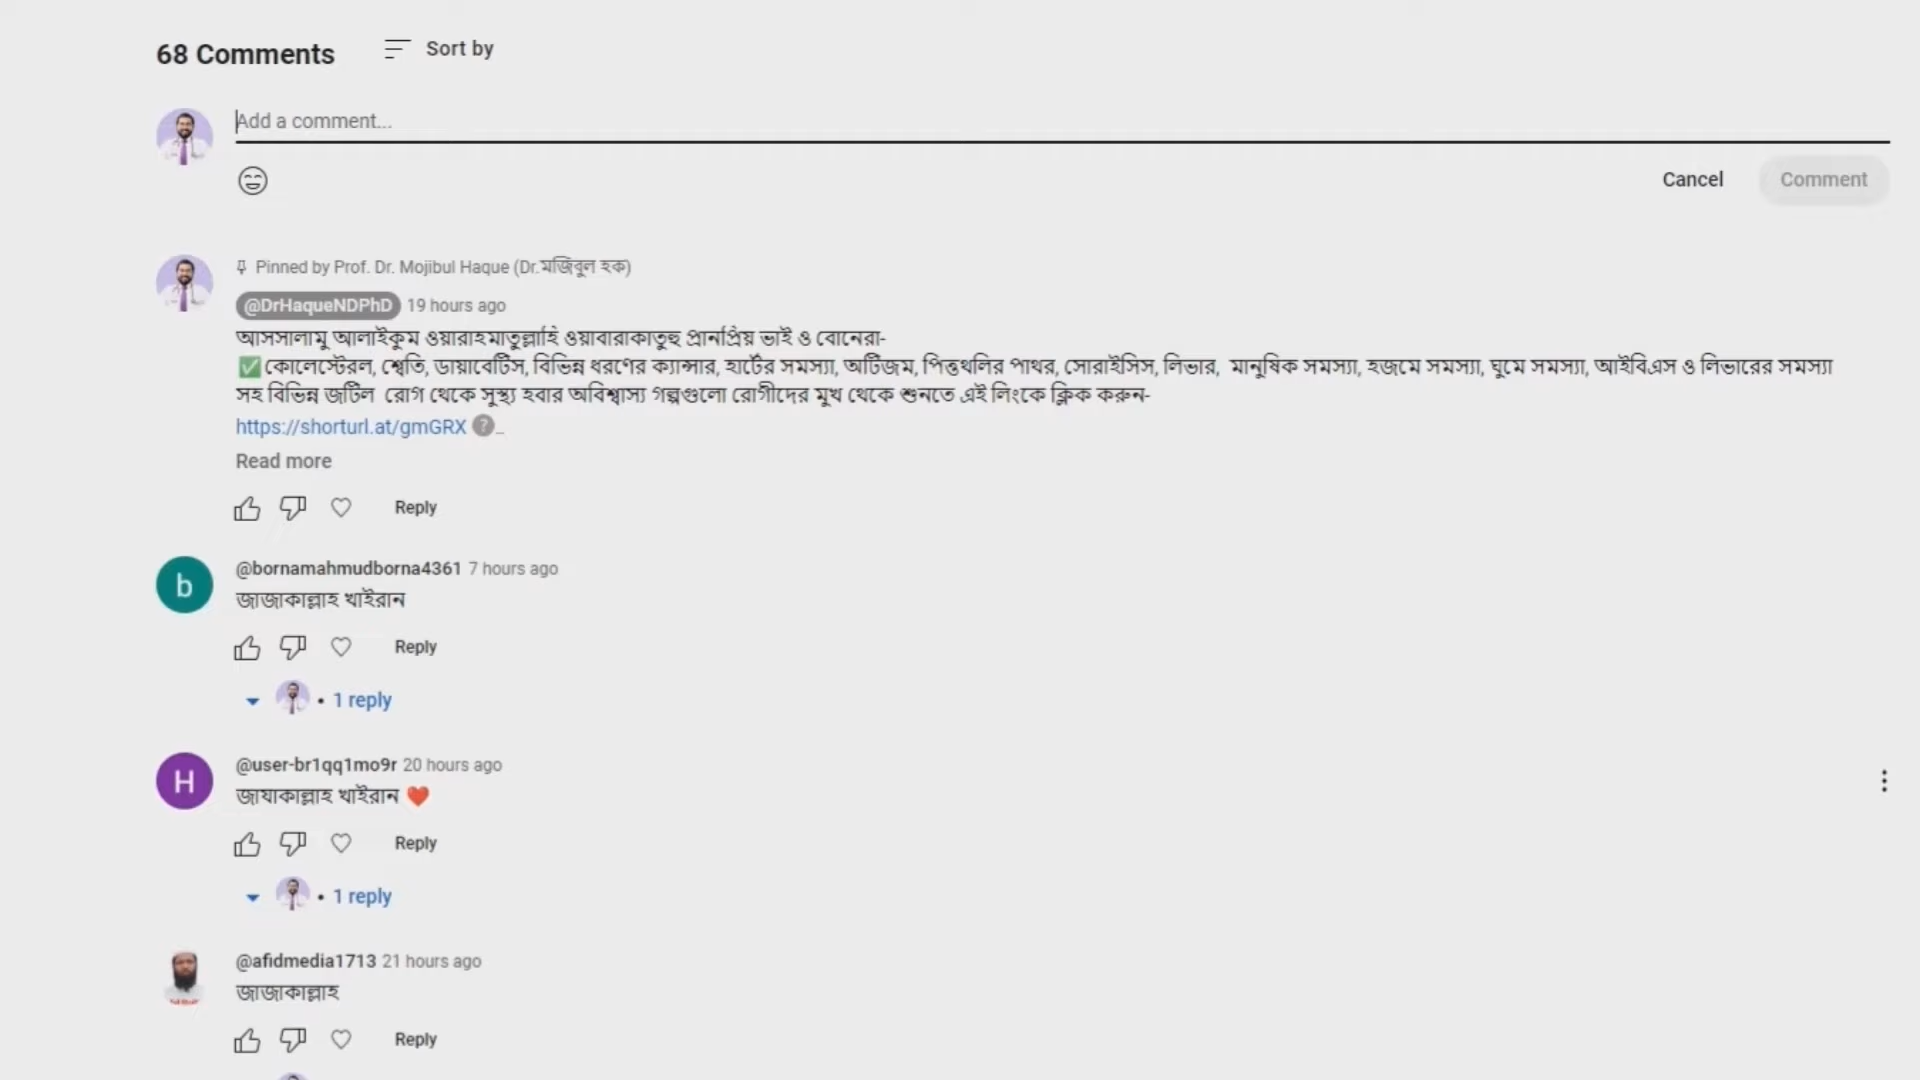 68 Comments
Sort by
Add a comment...
Cancel
Comment
Pinned by Prof. Dr. Mojibul Haque (Dr.মজিবুল হক)
@DrHaqueNDPhD 19 hours ago
আসসালামু আলাইকুম ওয়ারাহমাতুল্লাহি ওয়াবারাকাতুহু প্রানপ্রিয় ভাই ও বোনেরা-
✅কোলেস্টেরল, শ্বেতি, ডায়াবেটিস, বিভিন্ন ধরণের ক্যান্সার, হার্টের সমস্যা, অটিজম, পিত্তথলির পাথর, সোরাইসিস, লিভার, মানুষিক সমস্যা, হজমে সমস্যা, ঘুমে সমস্যা, আইবিএস ও লিভারের সমস্যা
সহ বিভিন্ন জটিল রোগ থেকে সুস্থ্য হবার অবিশ্বাস্য গল্পগুলো রোগীদের মুখ থেকে শুনতে এই লিংকে ক্লিক করুন-
https://shorturl.at/gmGRX ? ...
Read more
Reply
b
@bornamahmudborna4361 7 hours ago
জাজাকাল্লাহ খাইরান
Reply
• 1 reply
H
@user-br1qq1mo9r 20 hours ago
জাযাকাল্লাহ খাইরান ❤️
Reply
• 1 reply
@afidmedia1713 21 hours ago
জাজাকাল্লাহ
Reply